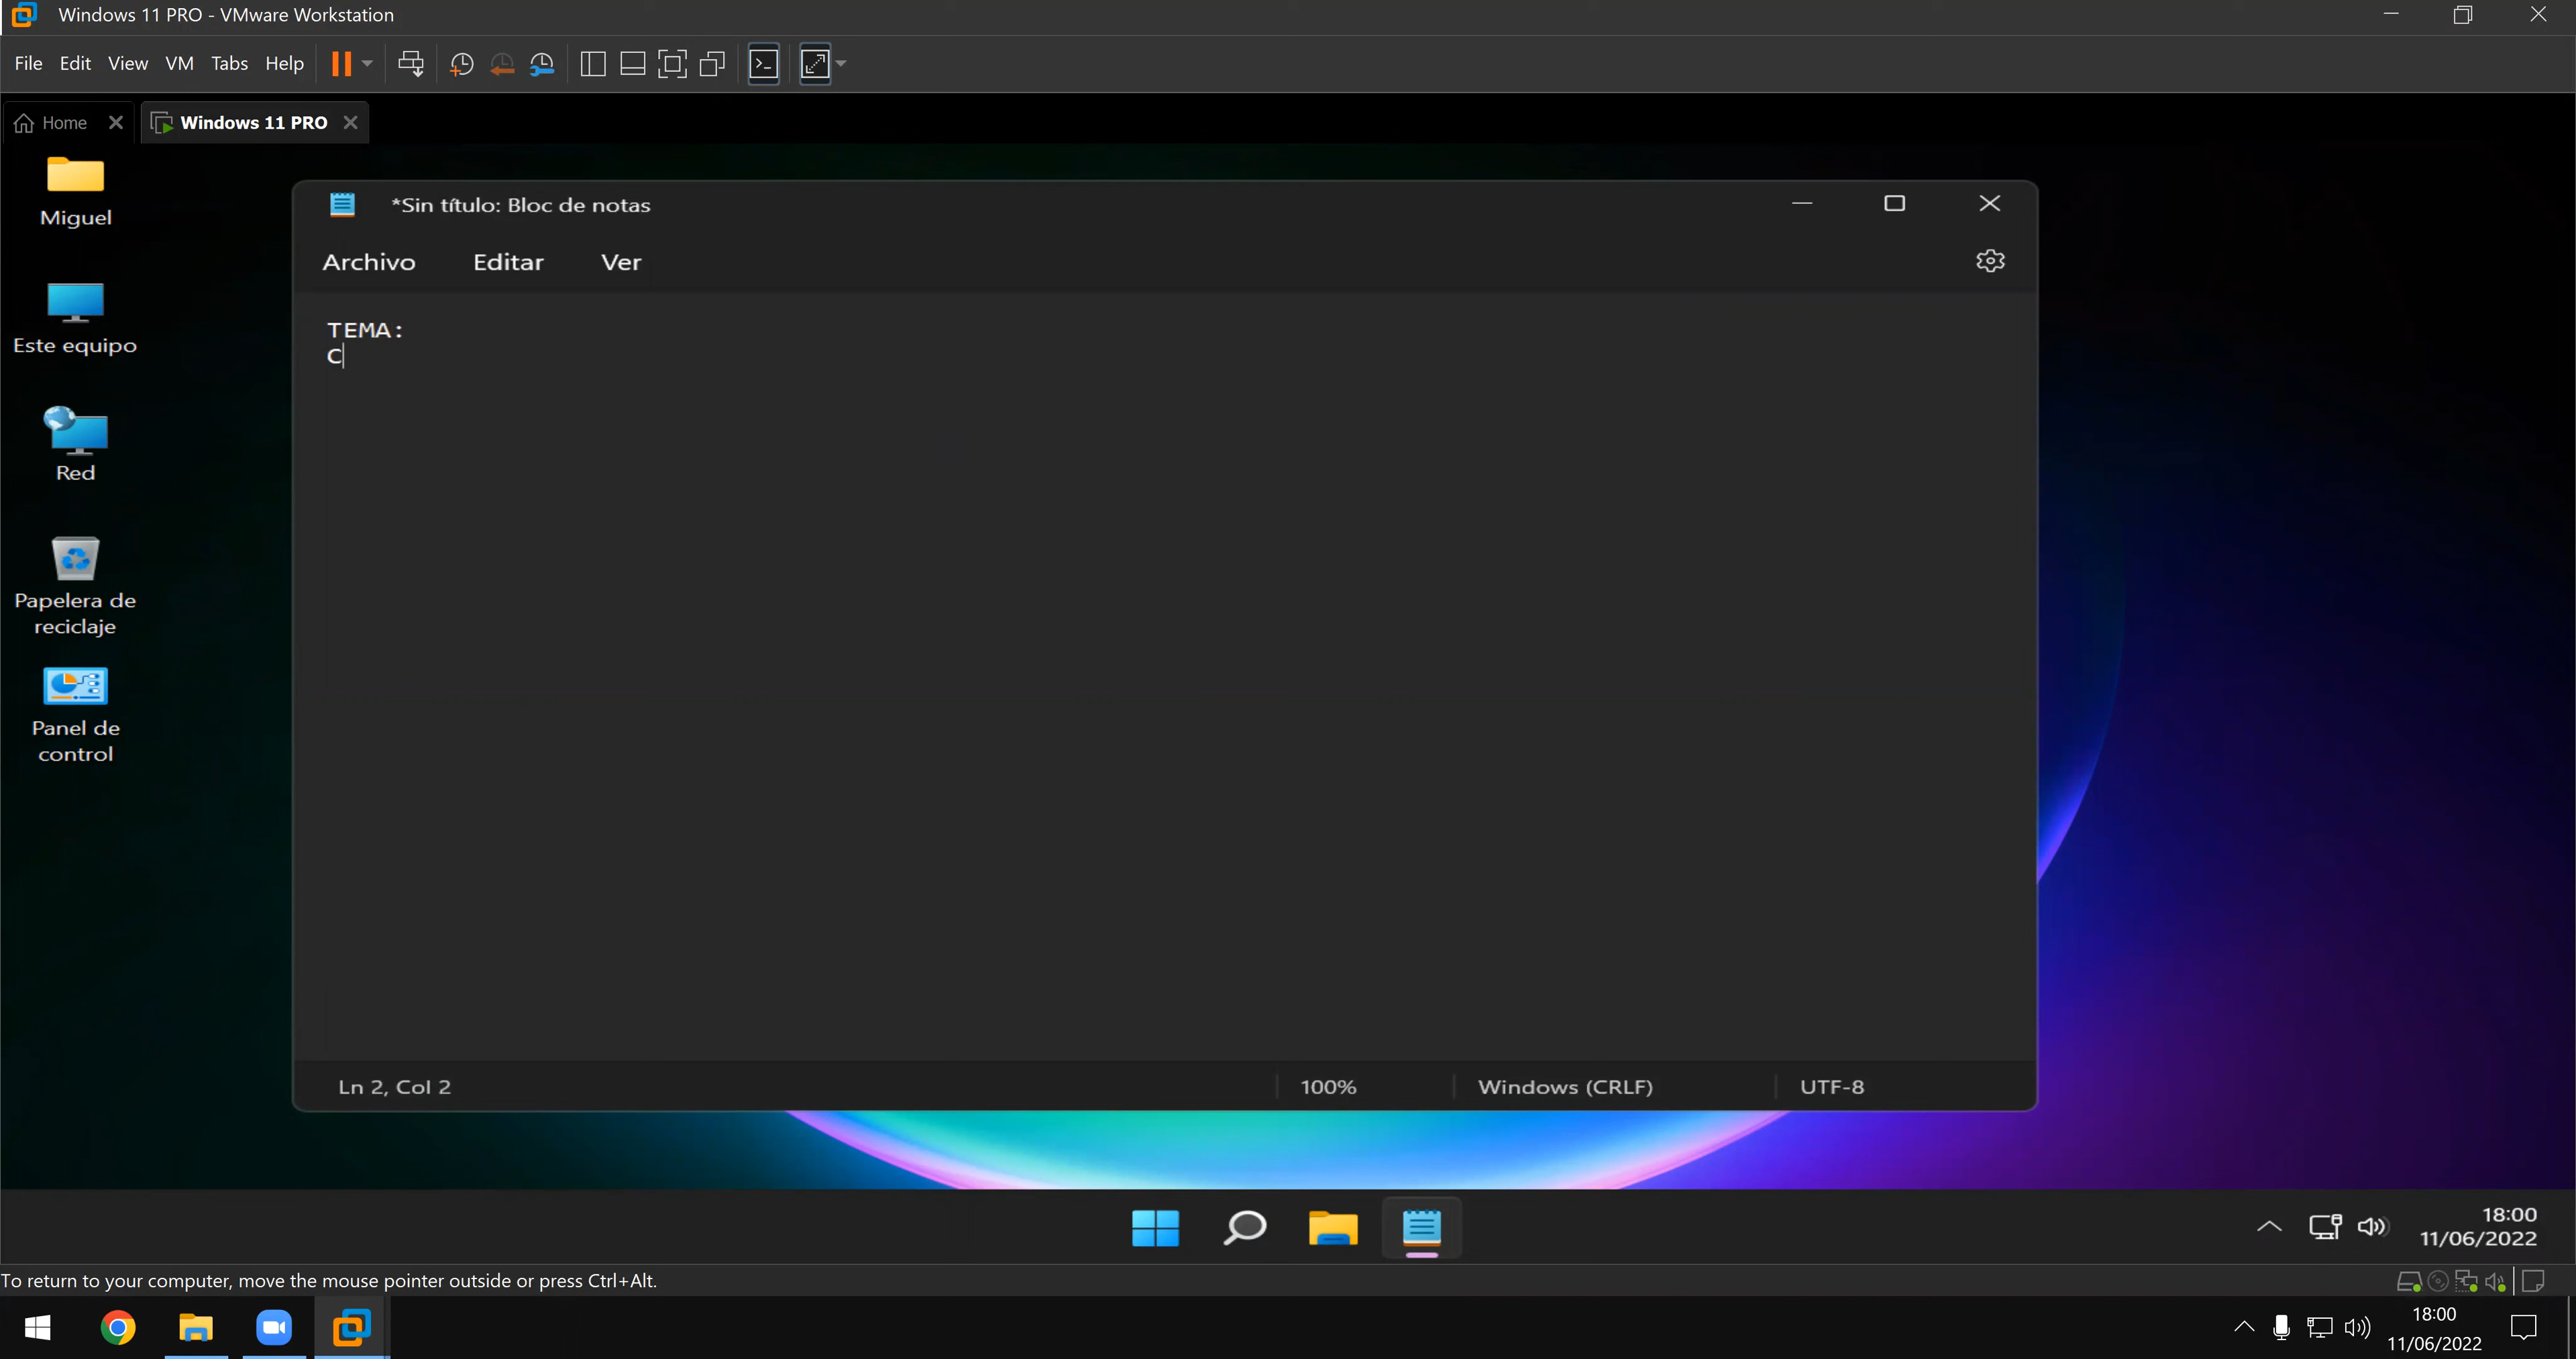 Windows 11 PRO - VMware Workstation
File Edit View VM Tabs Help
Home Windows 11 PRO
Miguel
Este equipo
Red
Papelera de
reciclaje
Panel de
control
*Sin título: Bloc de notas
Archivo Editar Ver
TEMA:
C
Ln 2, Col 2 100% Windows (CRLF) UTF-8
18:00
11/06/2022
To return to your computer, move the mouse pointer outside or press Ctrl+Alt.
18:00
11/06/2022